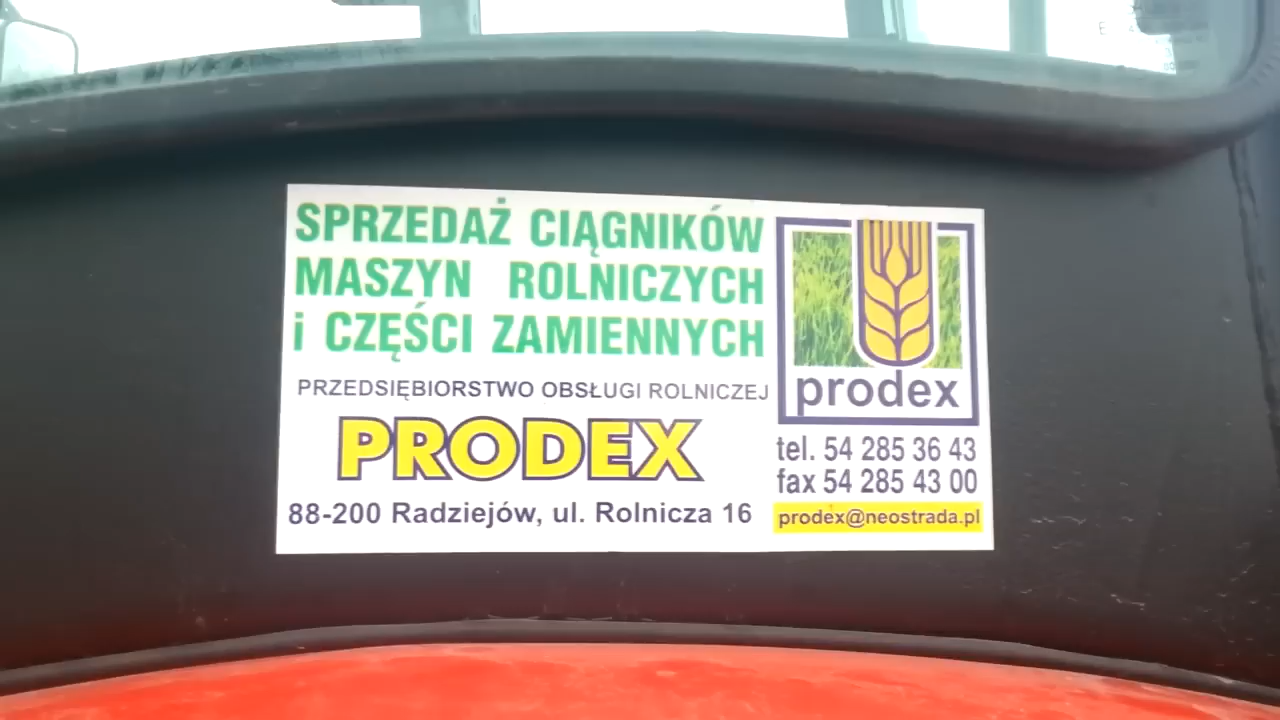 SPRZEDAŻ CIĄGNIKÓW
MASZYN ROLNICZYCH
i CZĘŚCI ZAMIENNYCH
PRZEDSIĘBIORSTWO OBSŁUGI ROLNICZEJ
PRODEX
88-200 Radziejów, ul. Rolnicza 16
prodex
tel. 54 285 36 43
fax 54 285 43 00
prodex@neostrada.pl